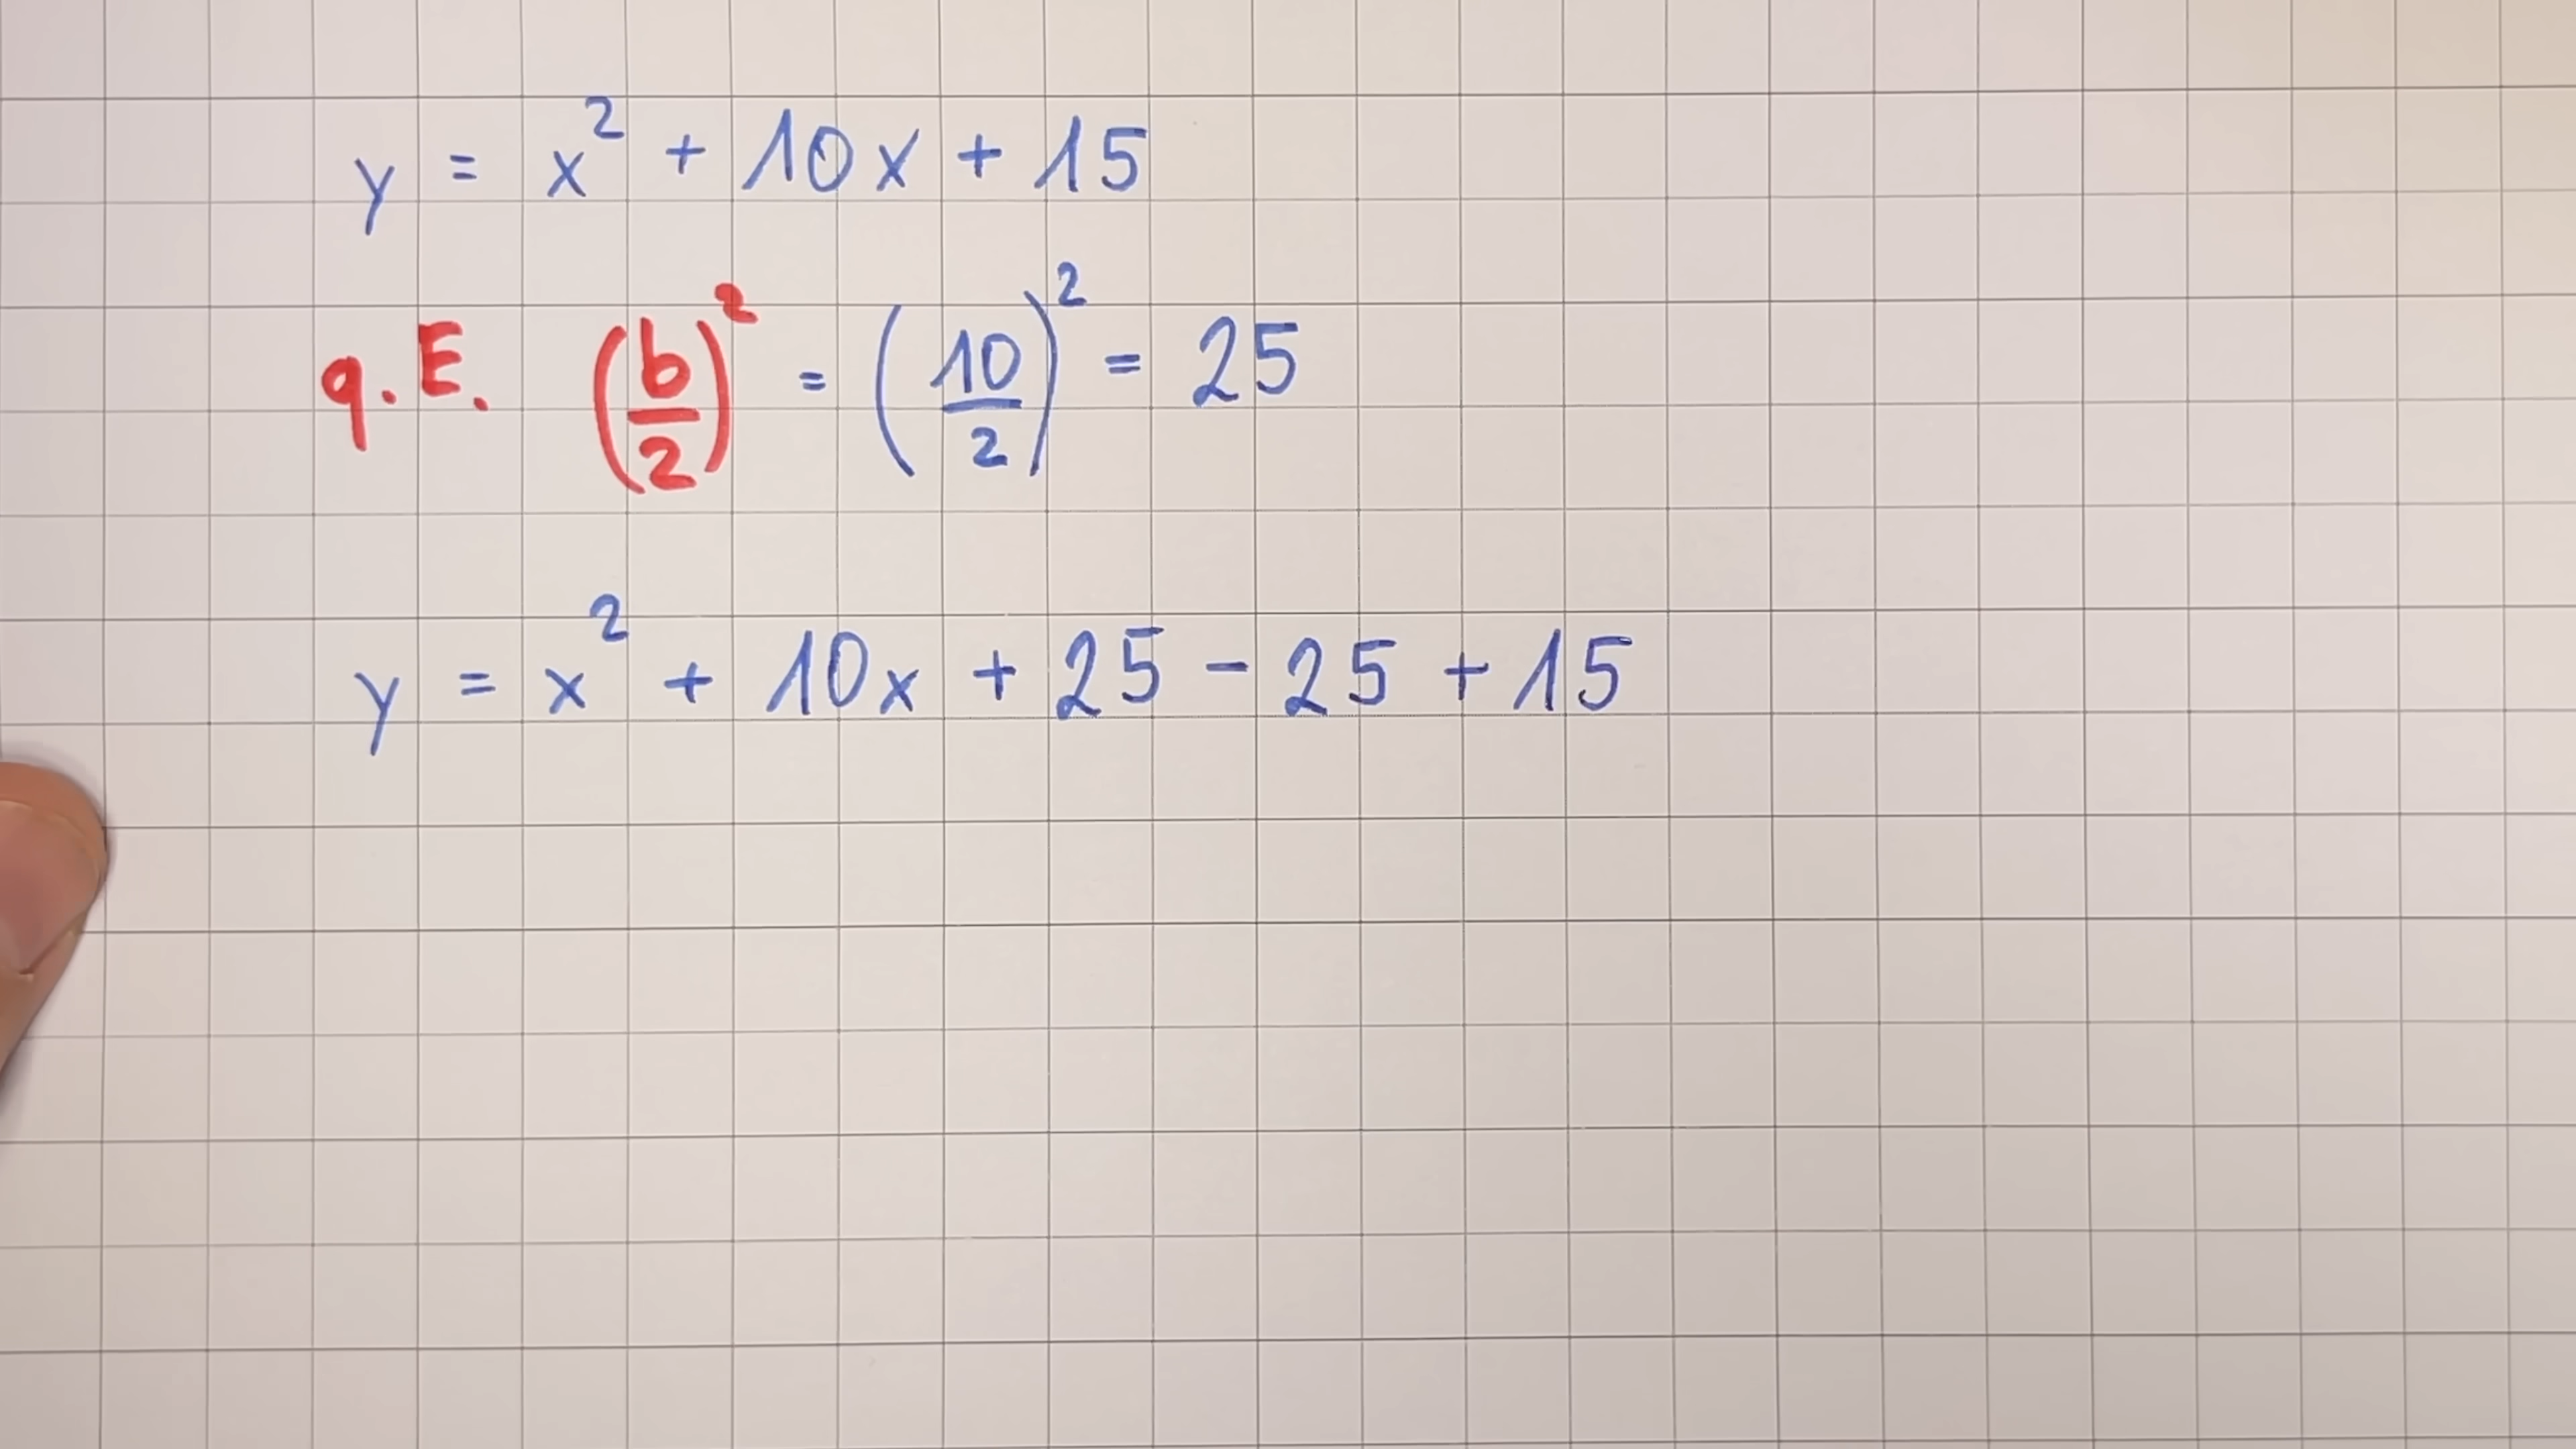 y = x² + 10x + 15
q.E. (b/2)² = (10/2)² = 25
y = x² + 10x + 25 - 25 + 15